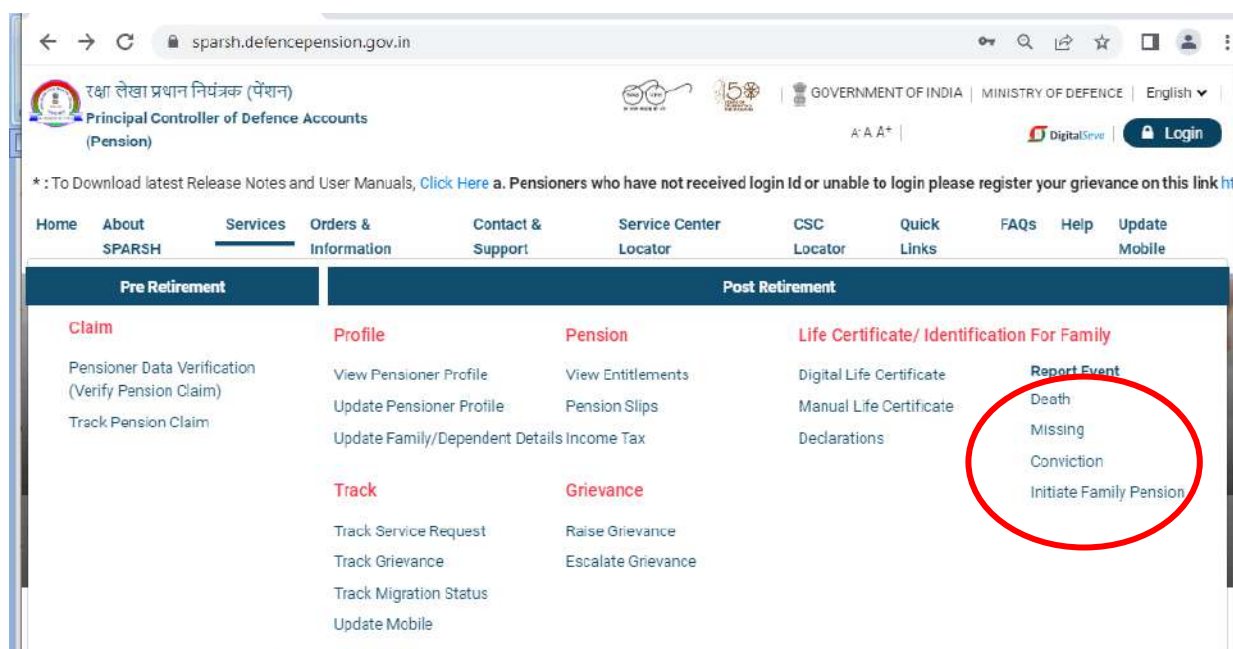 sparsh.defencepension.gov.in
रक्षा लेखा प्रधान नियंत्रक (पेंशन)
Principal Controller of Defence Accounts
(Pension)
GOVERNMENT OF INDIA | MINISTRY OF DEFENCE | English
A- A A+ |
DigitalSeva | Login
* : To Download latest Release Notes and User Manuals, Click Here a. Pensioners who have not received login Id or unable to login please register your grievance on this link ht
Home About SPARSH Services Orders & Information Contact & Support Service Center Locator CSC Locator Quick Links FAQs Help Update Mobile
Pre Retirement Post Retirement
Claim
Pensioner Data Verification
(Verify Pension Claim)
Track Pension Claim
Profile
View Pensioner Profile
Update Pensioner Profile
Update Family/Dependent Details
Pension
View Entitlements
Pension Slips
Income Tax
Life Certificate/ Identification
Digital Life Certificate
Manual Life Certificate
Declarations
For Family
Report Event
Death
Missing
Conviction
Initiate Family Pension
Track
Track Service Request
Track Grievance
Track Migration Status
Update Mobile
Grievance
Raise Grievance
Escalate Grievance